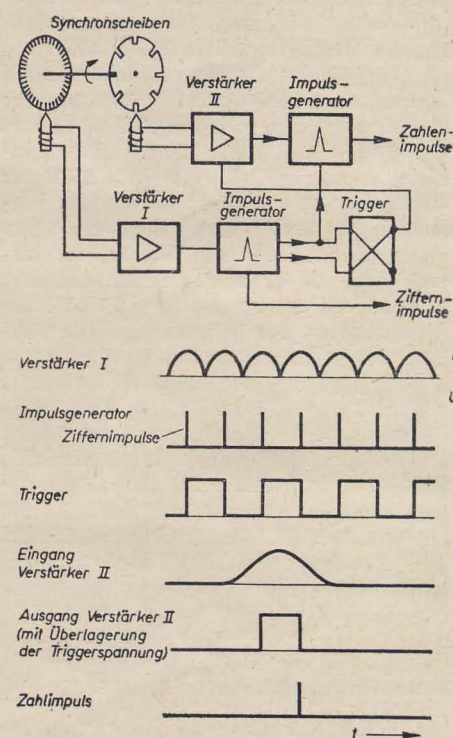 Synchronscheiben
Verstärker
II
Impuls-
generator
Zahlen-
impulse
Verstärker
I
Impuls-
generator
Trigger
Ziffern-
impulse
Verstärker I
Impulsgenerator
Ziffernimpulse
Trigger
Eingang
Verstärker II
Ausgang Verstärker II
(mit Überlagerung
der Triggerspannung)
Zahlimpuls
t